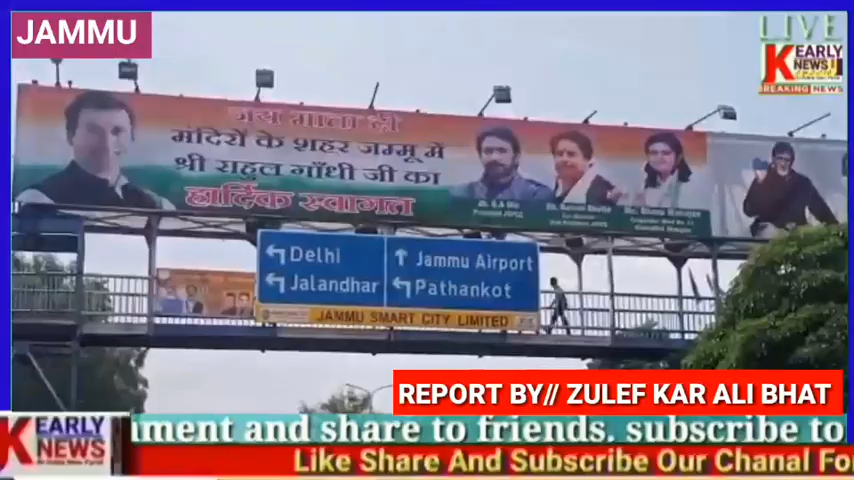 JAMMU
LIVE
K EARLY
NEWS
BREAKING NEWS
जय माता दी
मंदिरों के शहर जम्मू में
श्री राहुल गाँधी जी का
हार्दिक स्वागत
Delhi
Jalandhar
Jammu Airport
Pathankot
JAMMU SMART CITY LIMITED
REPORT BY// ZULEF KAR ALI BHAT
K EARLY
NEWS
ment and share to friends. subscribe to
Like Share And Subscribe Our Chanal For